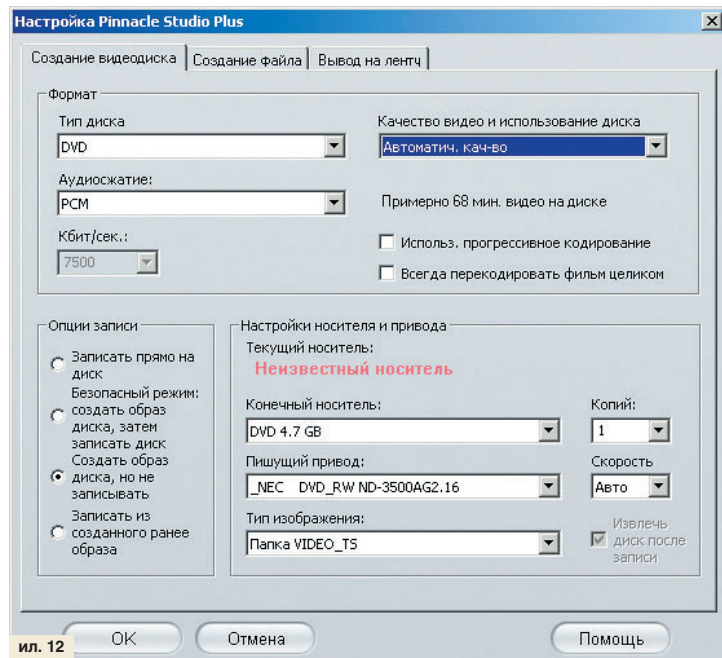 Настройка Pinnacle Studio Plus
Создание видеодиска
Создание файла
Вывод на ленту
Формат
Тип диска
DVD
Качество видео и использование диска
Автоматич. кач-во
Аудиосжатие:
PCM
Примерно 68 мин. видео на диске
Кбит/сек.:
7500
Использ. прогрессивное кодирование
Всегда перекодировать фильм целиком
Опции записи
Записать прямо на
диск
Безопасный режим:
создать образ
диска, затем
записать диск
Создать образ
диска, но не
записывать
Записать из
созданного ранее
образа
Настройки носителя и привода
Текущий носитель:
Неизвестный носитель
Конечный носитель:
DVD 4.7 GB
Копий:
1
Пишущий привод:
_NEC DVD_RW ND-3500AG2.16
Скорость
Авто
Тип изображения:
Папка VIDEO_TS
Извлечь
диск после
записи
OK
Отмена
Помощь
ил. 12